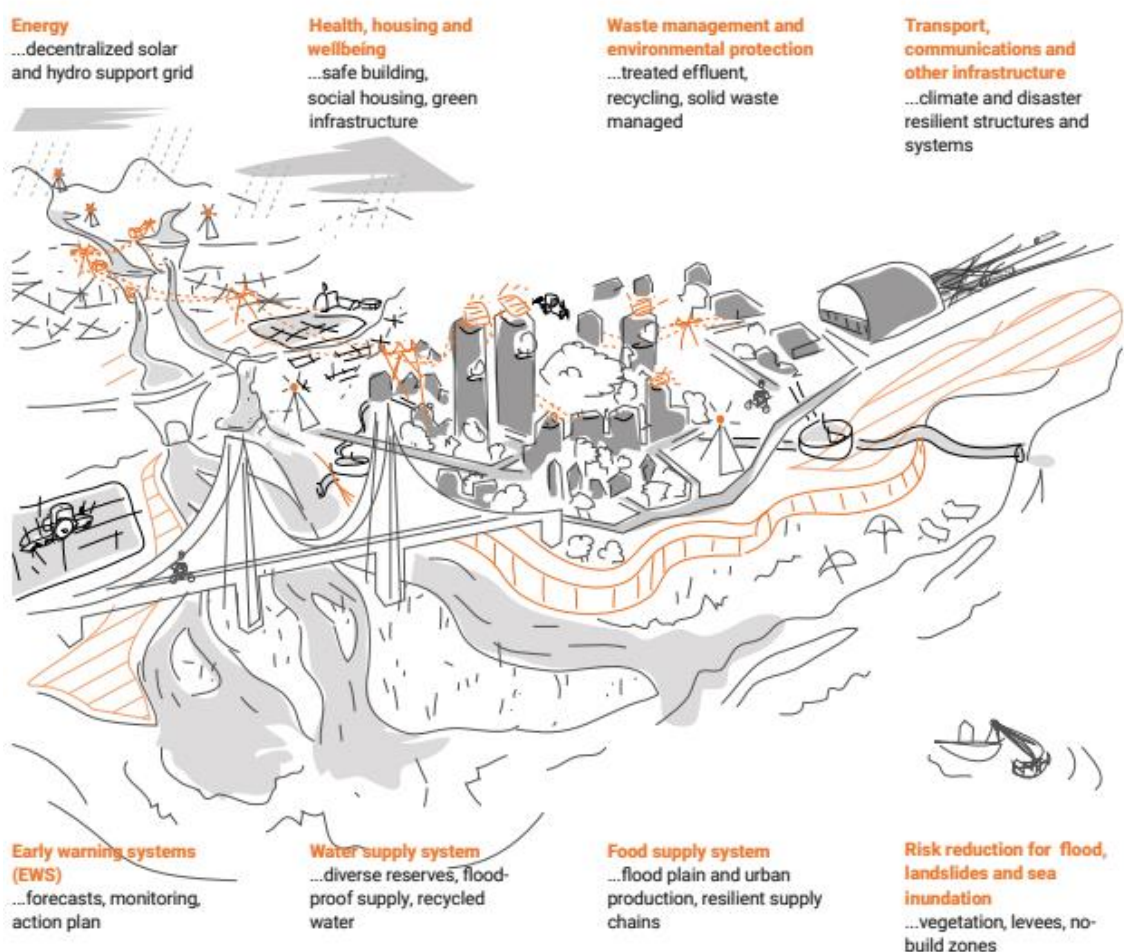 Energy
...decentralized solar
and hydro support grid
Health, housing and
wellbeing
...safe building,
social housing, green
infrastructure
Waste management and
environmental protection
...treated effluent,
recycling, solid waste
managed
Transport,
communications and
other infrastructure
...climate and disaster
resilient structures and
systems
Early warning systems
(EWS)
...forecasts, monitoring,
action plan
Water supply system
...diverse reserves, flood-
proof supply, recycled
water
Food supply system
...flood plain and urban
production, resilient supply
chains
Risk reduction for flood,
landslides and sea
inundation
...vegetation, levees, no-
build zones